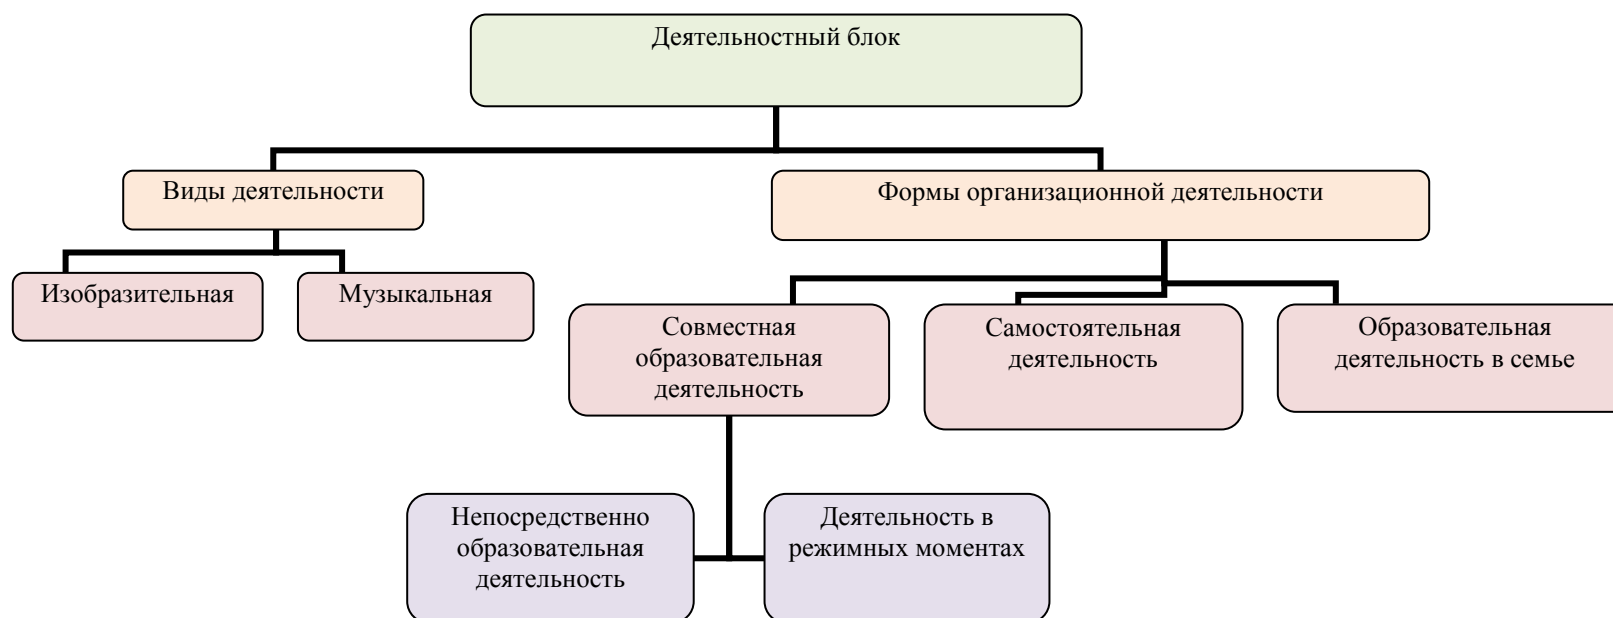 Деятельностный блок
Виды деятельности
Формы организационной деятельности
Изобразительная
Музыкальная
Совместная
образовательная
деятельность
Самостоятельная
деятельность
Образовательная
деятельность в семье
Непосредственно
образовательная
деятельность
Деятельность в
режимных моментах